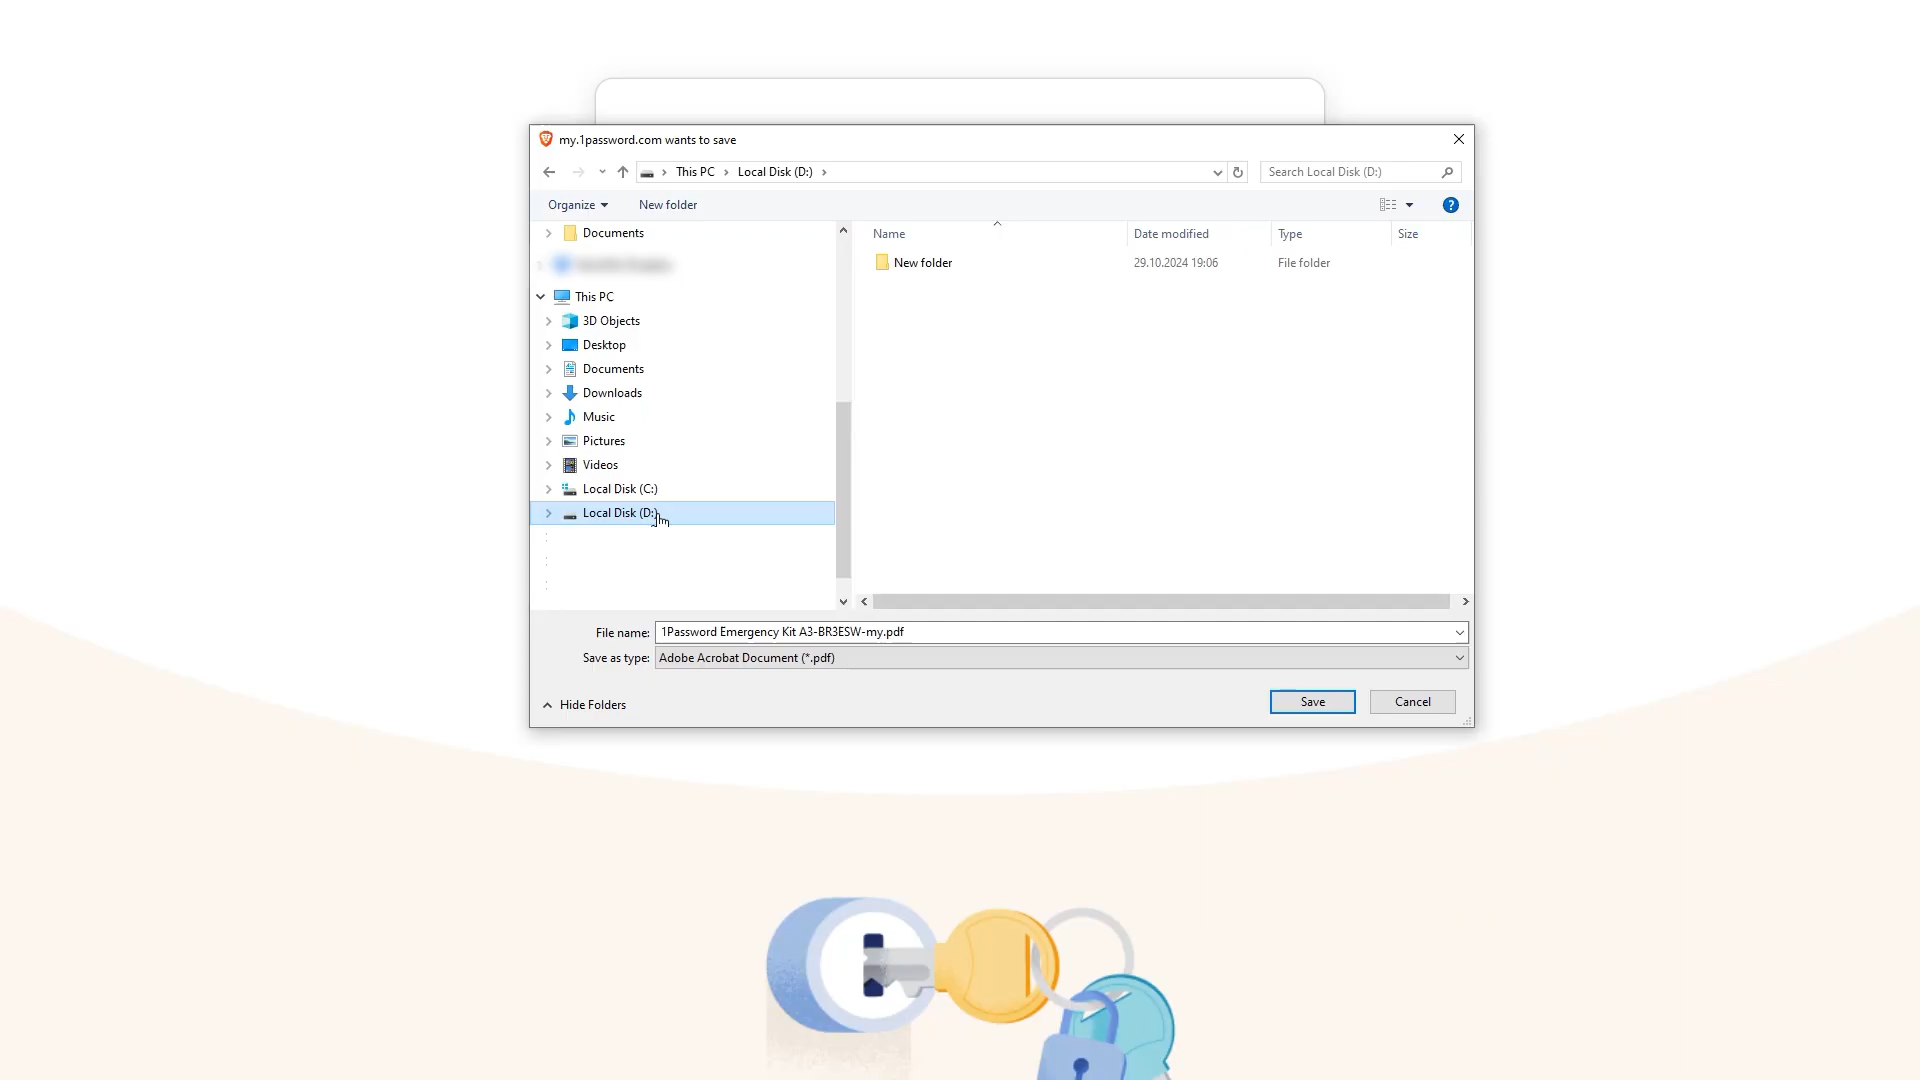 my.1password.com wants to save
This PC Local Disk (D:)
Search Local Disk (D:)
Organize New folder
Documents
This PC
3D Objects
Desktop
Documents
Downloads
Music
Pictures
Videos
Local Disk (C:)
Local Disk (D:)
Name Date modified Type Size
New folder 29.10.2024 19:06 File folder
File name: 1Password Emergency Kit A3-BR3ESW-my.pdf
Save as type: Adobe Acrobat Document (*.pdf)
Hide Folders Save Cancel